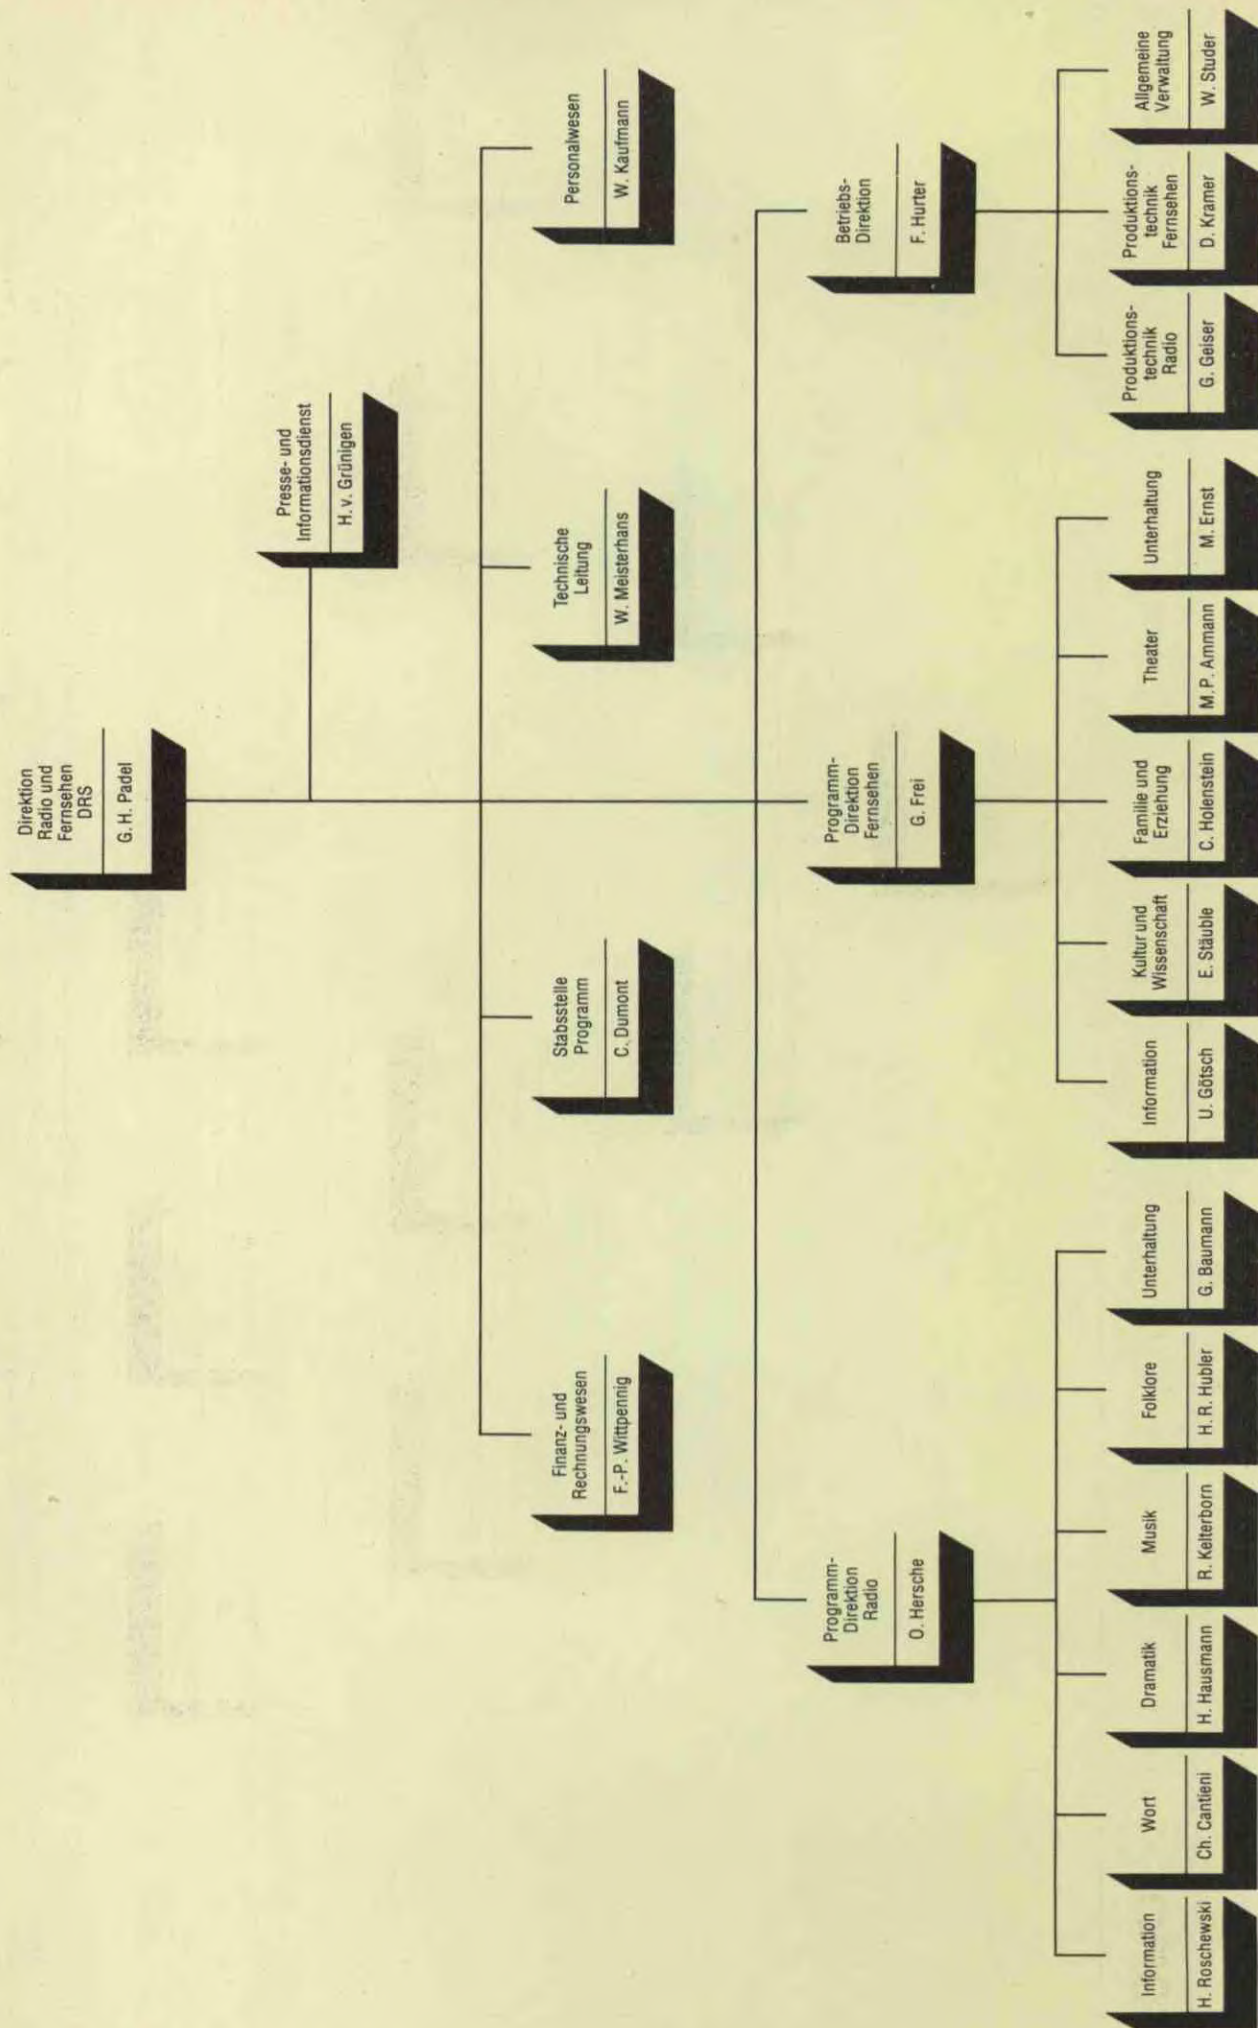 Direktion
Radio und
Fernsehen
DRS
G. H. Padel
Presse- und
Informationsdienst
H. v. Grünigen
Finanz- und
Rechnungswesen
F.-P. Wittpennig
Stabsstelle
Programm
C. Dumont
Technische
Leitung
W. Meisterhans
Personalwesen
W. Kaufmann
Programm-
Direktion
Radio
O. Hersche
Programm-
Direktion
Fernsehen
G. Frei
Betriebs-
Direktion
F. Hurter
Information
H. Roschewski
Wort
Ch. Cantieni
Dramatik
H. Hausmann
Musik
R. Kelterborn
Folklore
H. R. Hubler
Unterhaltung
G. Baumann
Information
U. Götsch
Kultur und
Wissenschaft
E. Stäuble
Familie und
Erziehung
C. Holenstein
Theater
M. P. Ammann
Unterhaltung
M. Ernst
Produktions-
technik
Radio
G. Geiser
Produktions-
technik
Fernsehen
D. Kramer
Allgemeine
Verwaltung
W. Studer